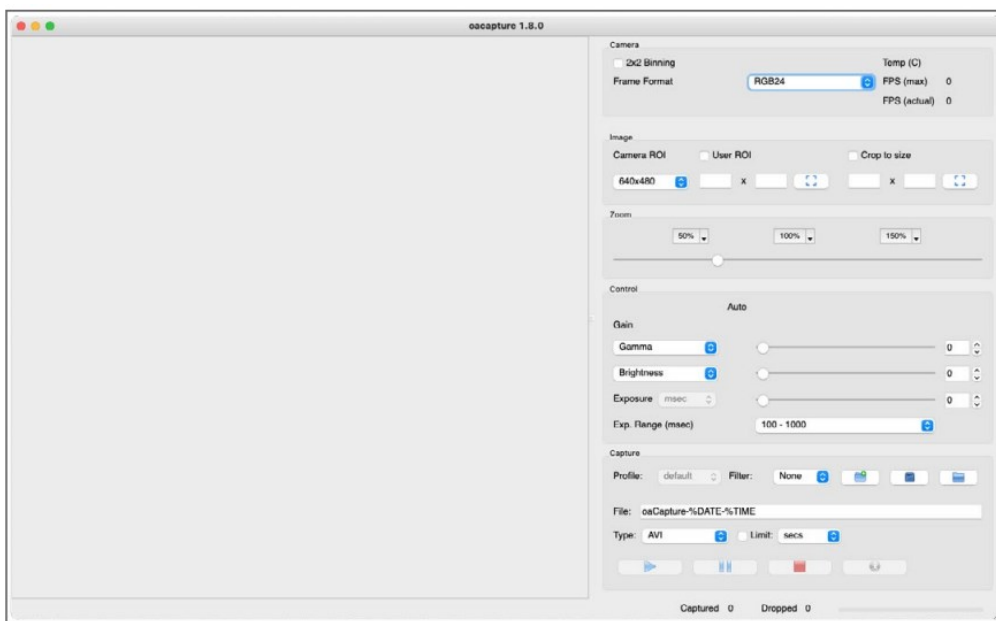 oacapture 1.8.0
Camera
2x2 Binning
Temp (C)
Frame Format RGB24 FPS (max) 0
FPS (actual) 0
Image
Camera ROI User ROI Crop to size
640x480 x x
Zoom
50% 100% 150%
Control
Auto
Gain
Gamma 0
Brightness 0
Exposure msec 0
Exp. Range (msec) 100 - 1000
Capture
Profile: default Filter: None
File: oaCapture-%DATE-%TIME
Type: AVI Limit: secs
Captured 0 Dropped 0